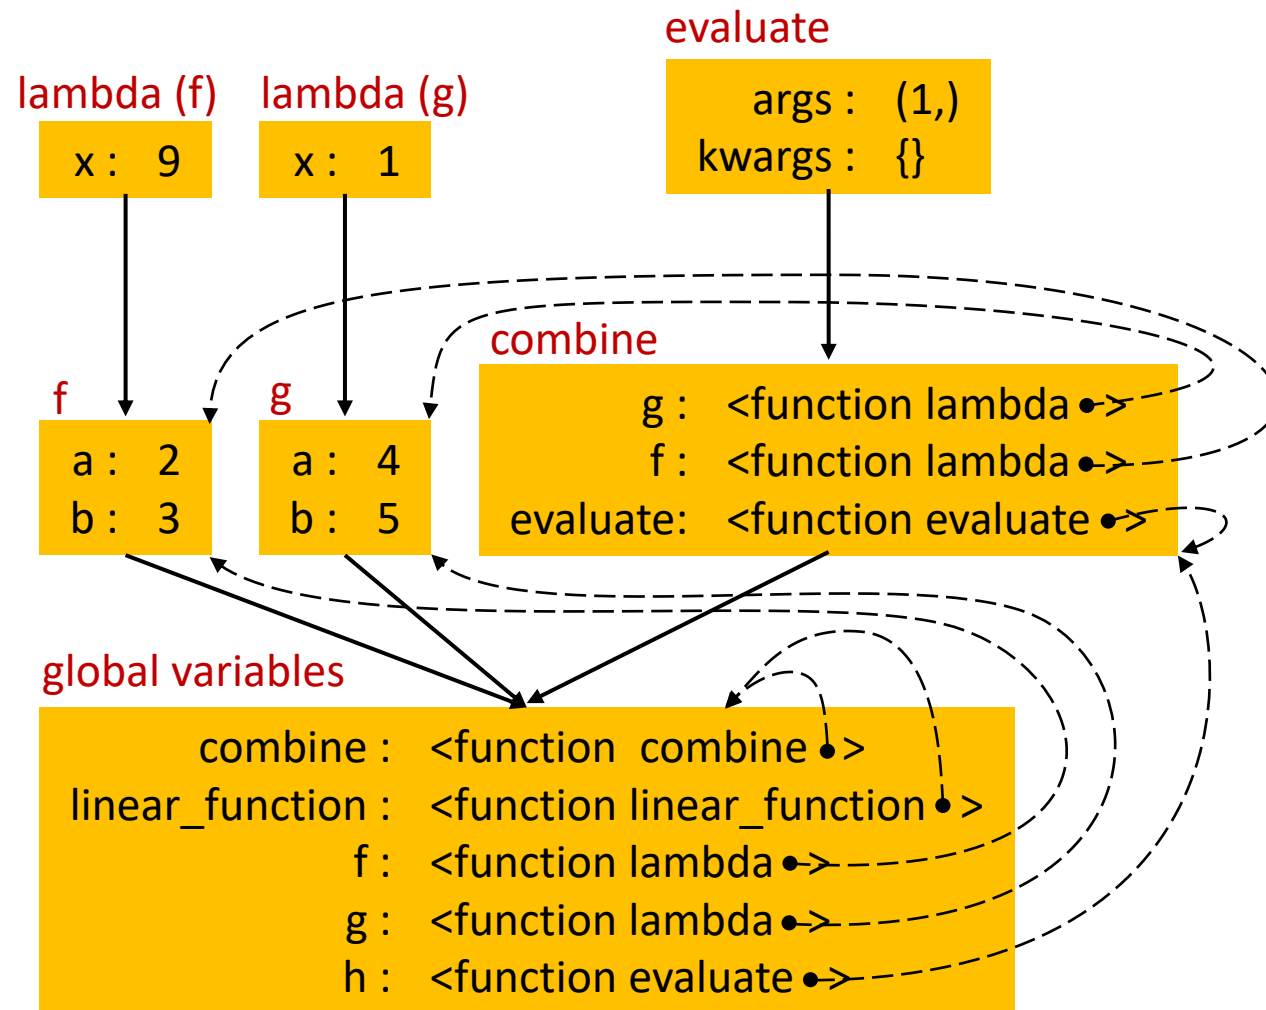 evaluate
args : (1,)
kwargs : {}
lambda (f)
x : 9
lambda (g)
x : 1
f
a : 2
b : 3
g
a : 4
b : 5
combine
g : <function lambda >
f : <function lambda >
evaluate: <function evaluate >
global variables
combine : <function combine >
linear_function : <function linear_function >
f : <function lambda >
g : <function lambda >
h : <function evaluate >